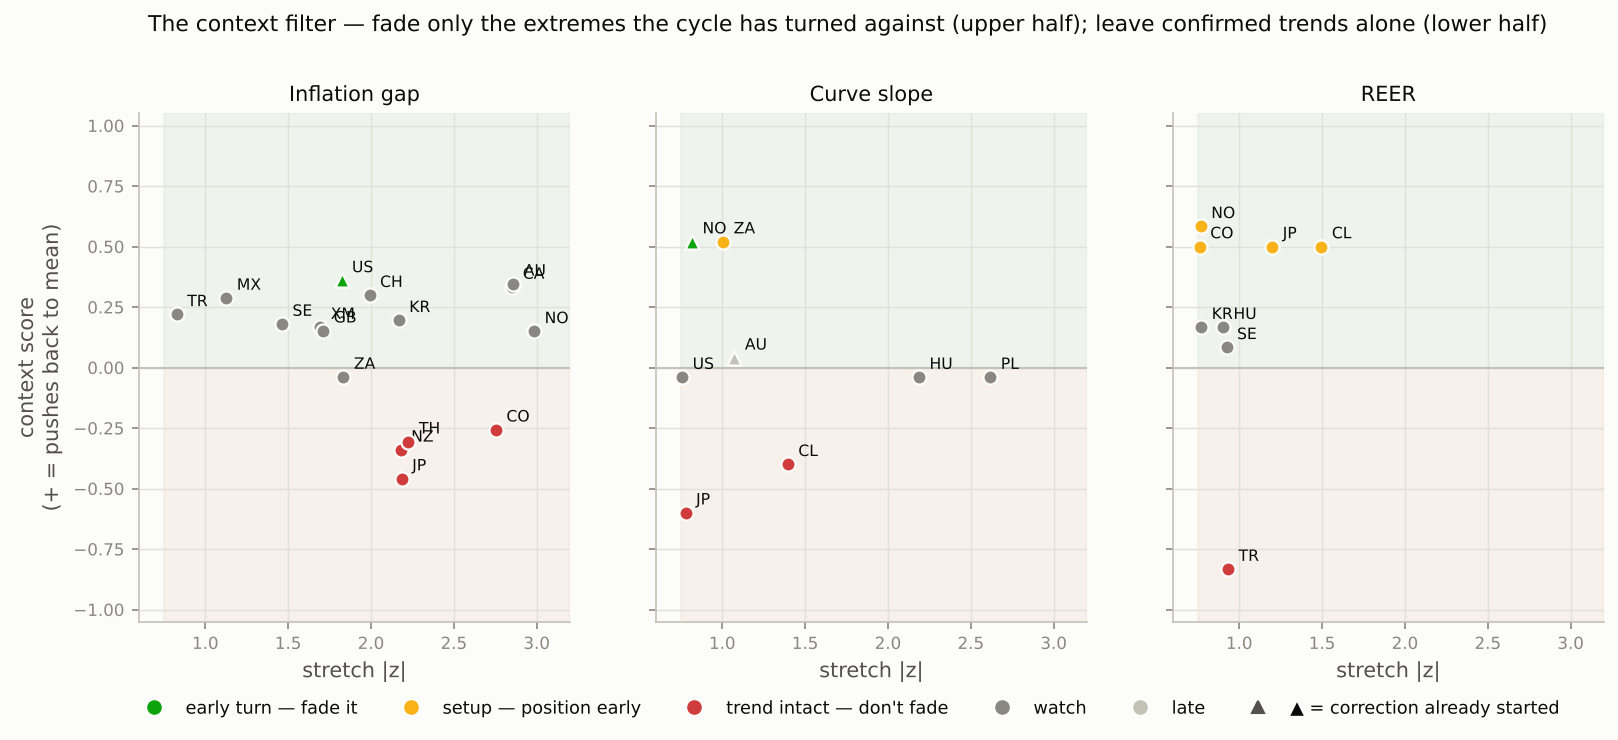 The context filter — fade only the extremes the cycle has turned against (upper half); leave confirmed trends alone (lower half)
Inflation gap
Curve slope
REER
context score
(+ = pushes back to mean)
1.00
0.75
0.50
0.25
0.00
−0.25
−0.50
−0.75
−1.00
TR
MX
SE
XM
GB
US
CH
KR
AU
CA
NO
ZA
TH
NZ
JP
CO
1.0 1.5 2.0 2.5 3.0
stretch |z|
NO ZA
AU
US
HU
PL
CL
JP
1.0 1.5 2.0 2.5 3.0
stretch |z|
NO
CO
JP
CL
KR HU
SE
TR
1.0 1.5 2.0 2.5 3.0
stretch |z|
early turn — fade it
setup — position early
trend intact — don't fade
watch
late
▲ = correction already started